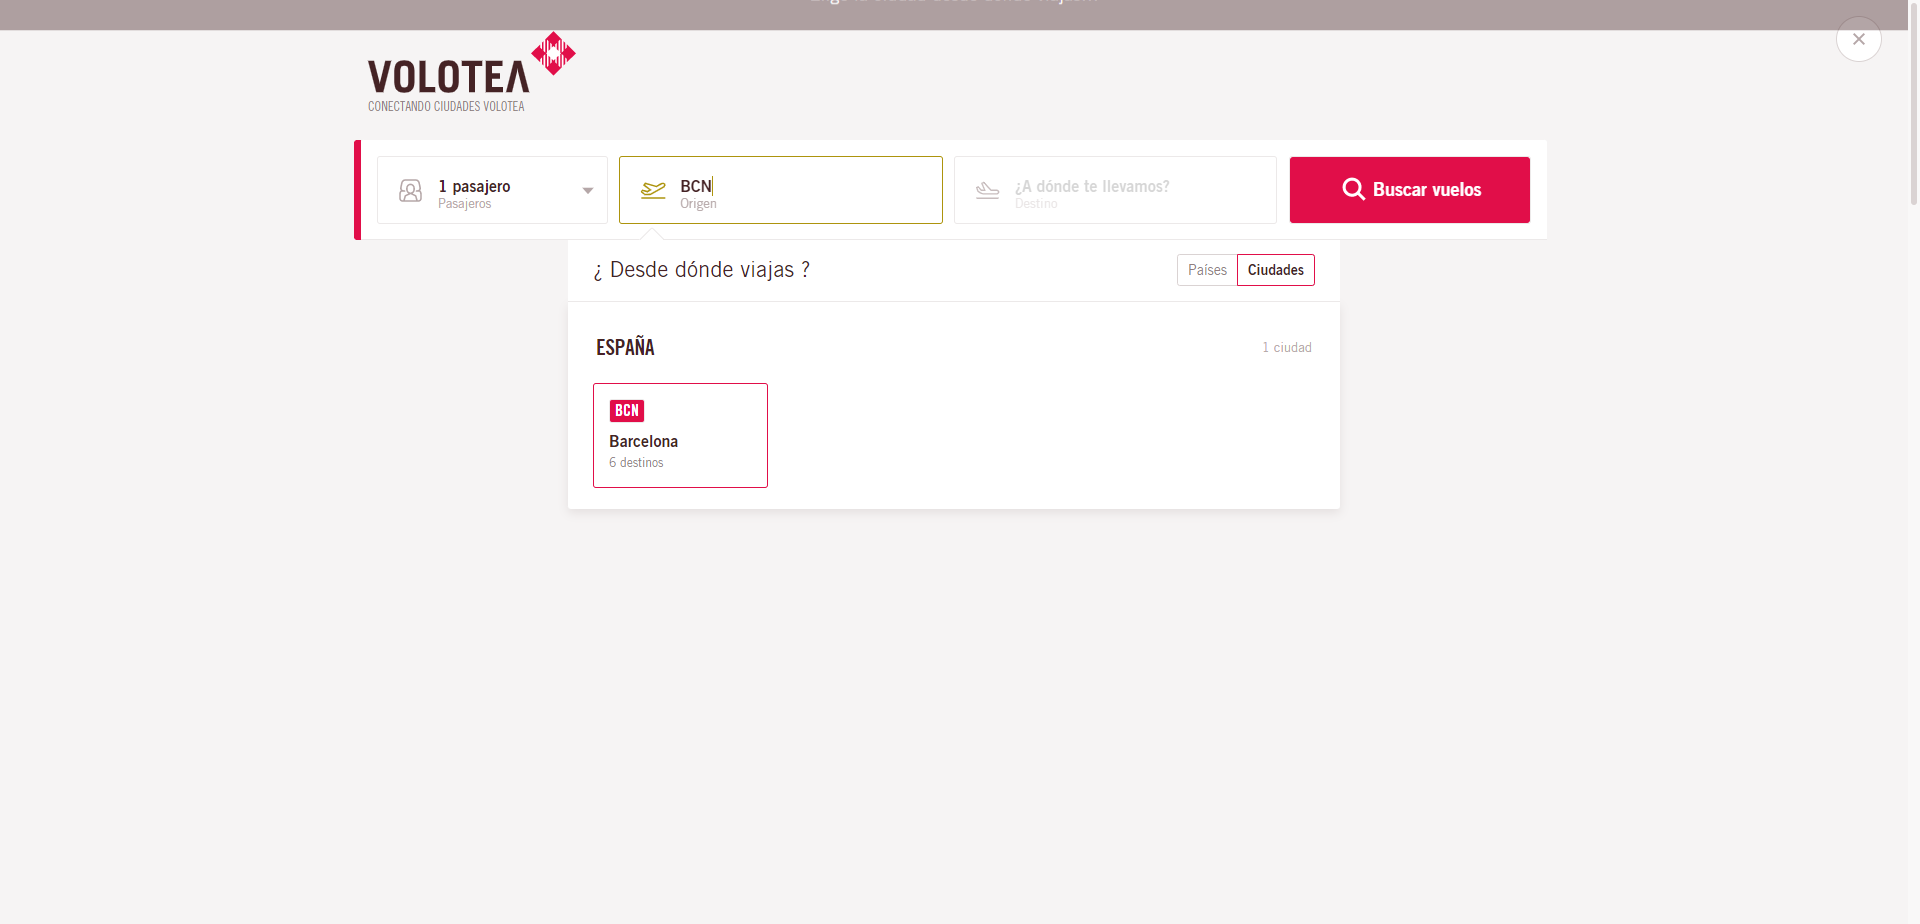 VOLOTEA
CONECTANDO CIUDADES VOLOTEA
1 pasajero
Pasajeros
BCN
Origen
¿A dónde te llevamos?
Destino
Buscar vuelos
¿ Desde dónde viajas ?
Países
Ciudades
ESPAÑA
1 ciudad
BCN
Barcelona
6 destinos